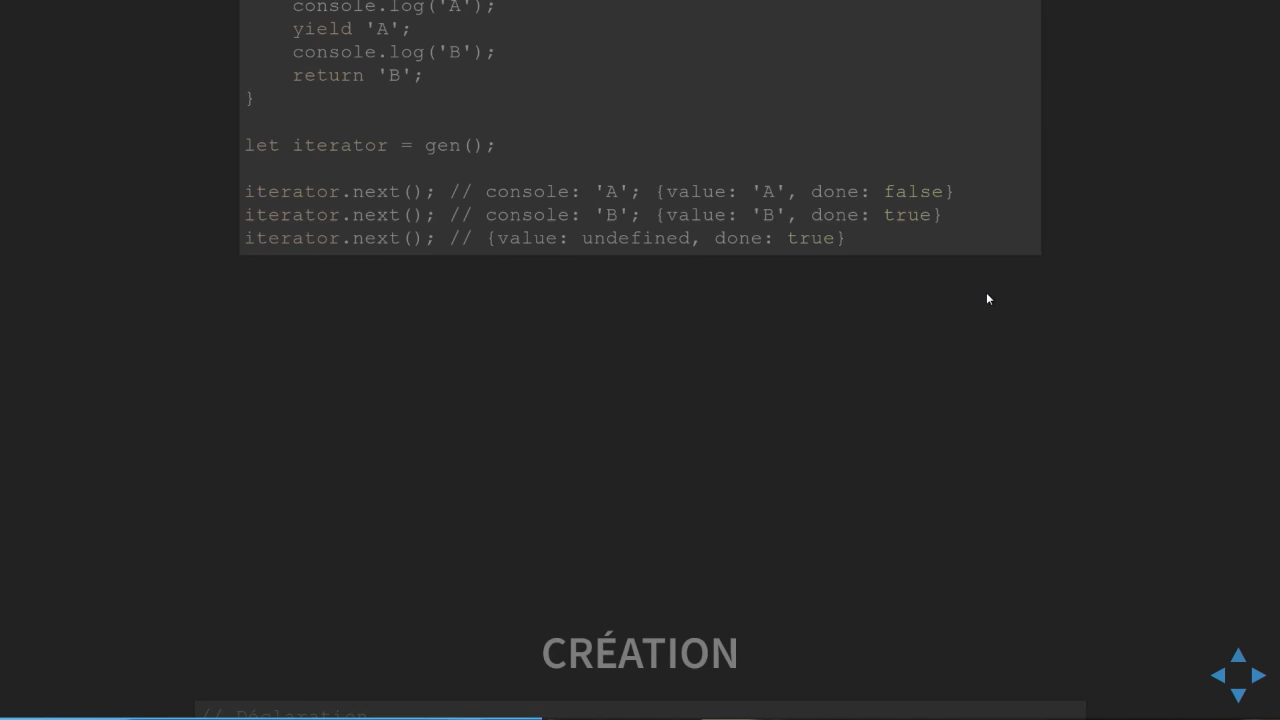 console.log('A');
yield 'A';
console.log('B');
return 'B';
}
let iterator = gen();
iterator.next(); // console: 'A'; {value: 'A', done: false}
iterator.next(); // console: 'B'; {value: 'B', done: true}
iterator.next(); // {value: undefined, done: true}
CRÉATION
// Déclaration